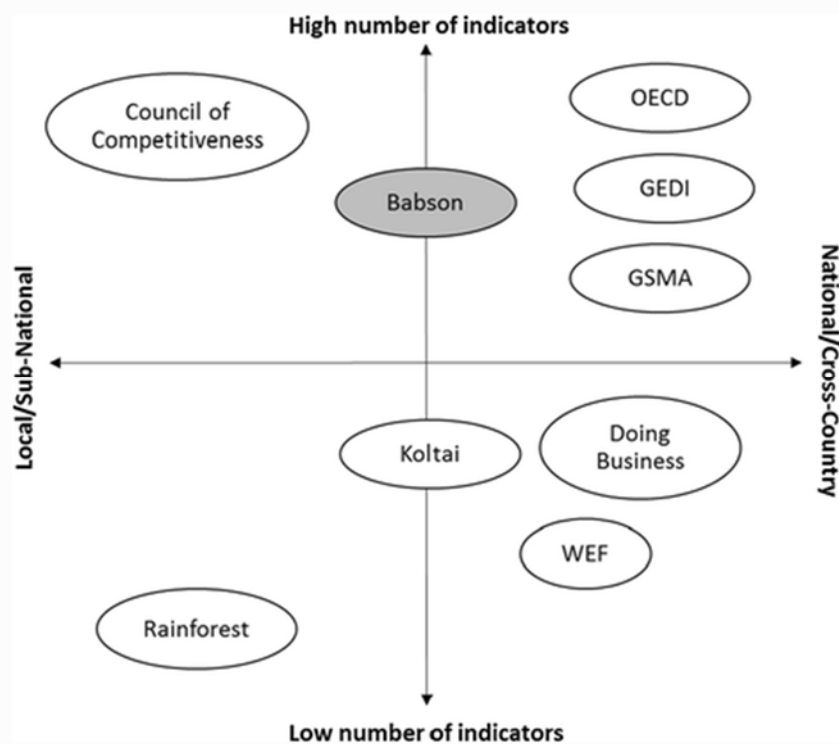 High number of indicators
OECD
Council of
Competitiveness
GEDI
Babson
GSMA
Local/Sub-National
National/Cross-Country
Doing
Business
Koltai
WEF
Rainforest
Low number of indicators